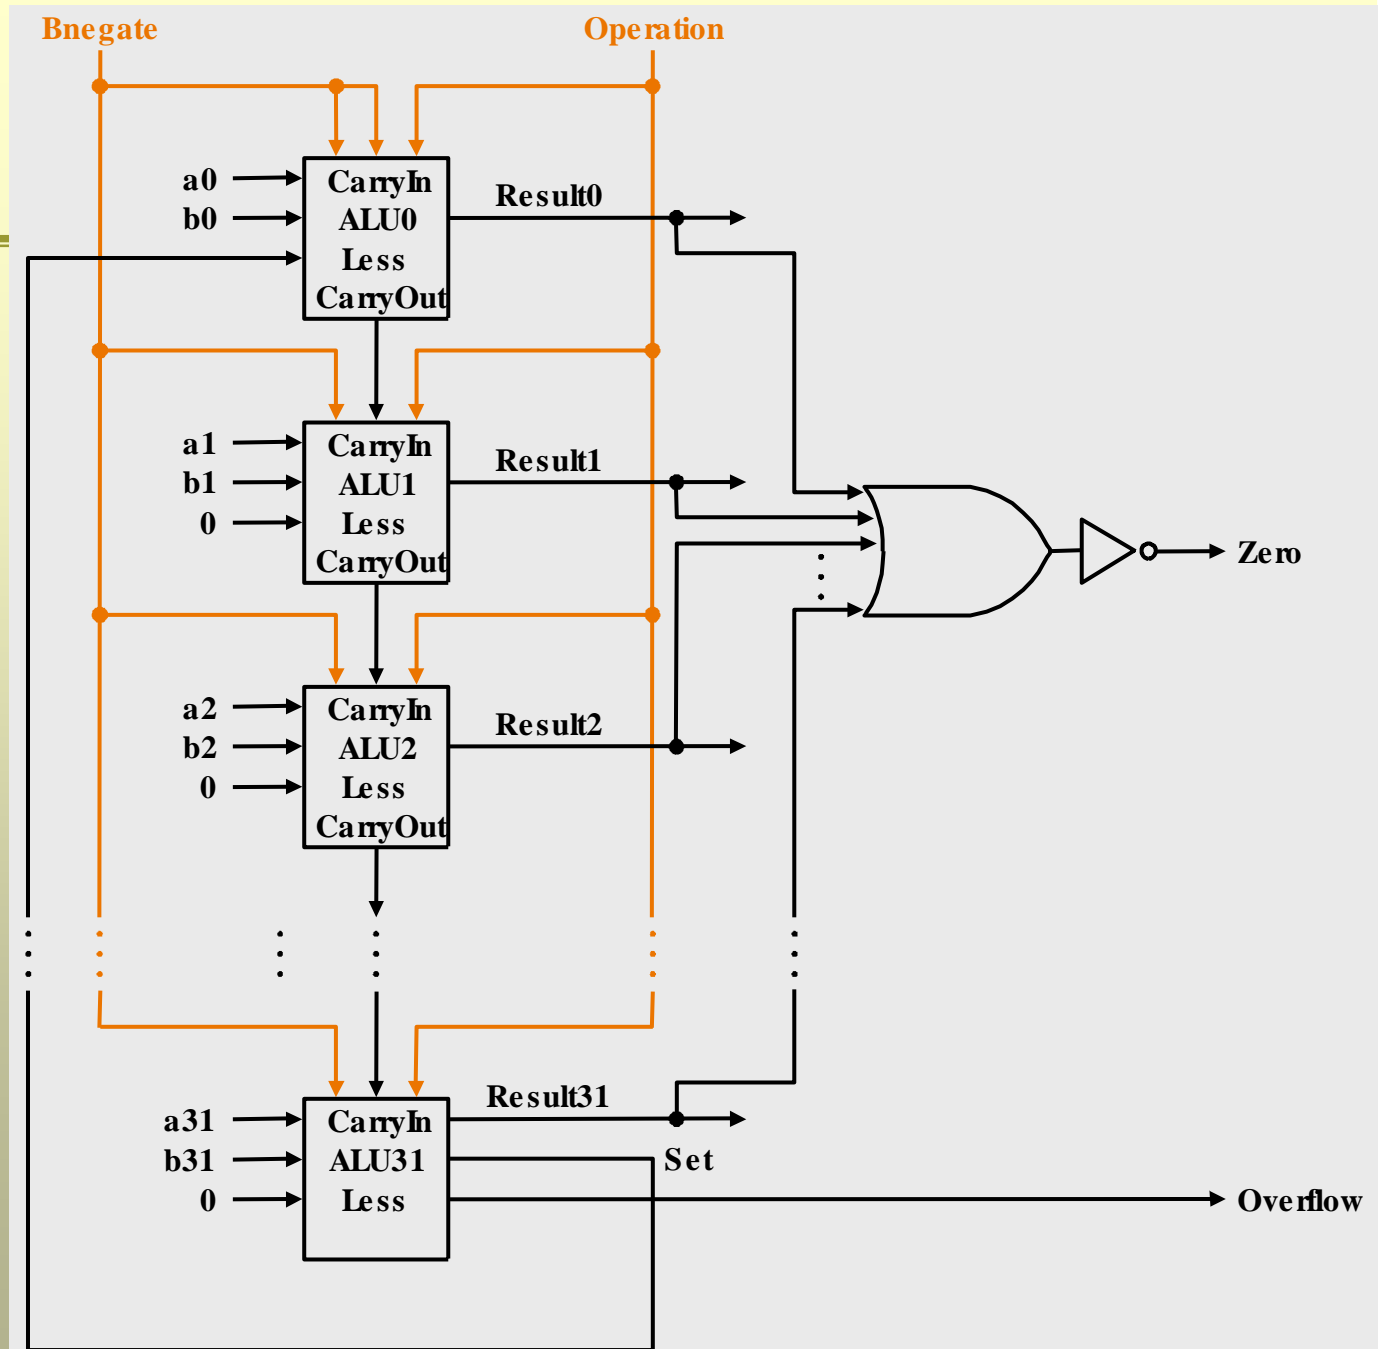 Bnegate
Operation
a0
b0
CarryIn
ALU0
Less
CarryOut
Result0
a1
b1
0
CarryIn
ALU1
Less
CarryOut
Result1
Zero
a2
b2
0
CarryIn
ALU2
Less
CarryOut
Result2
a31
b31
0
CarryIn
ALU31
Less
Result31
Set
Overflow